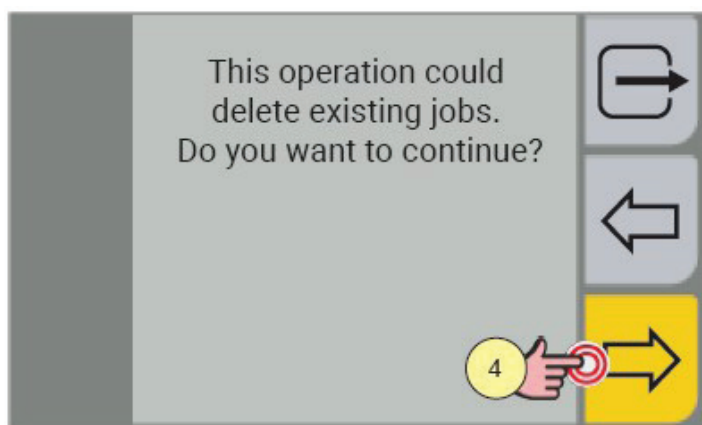 This operation could
delete existing jobs.
Do you want to continue?
4